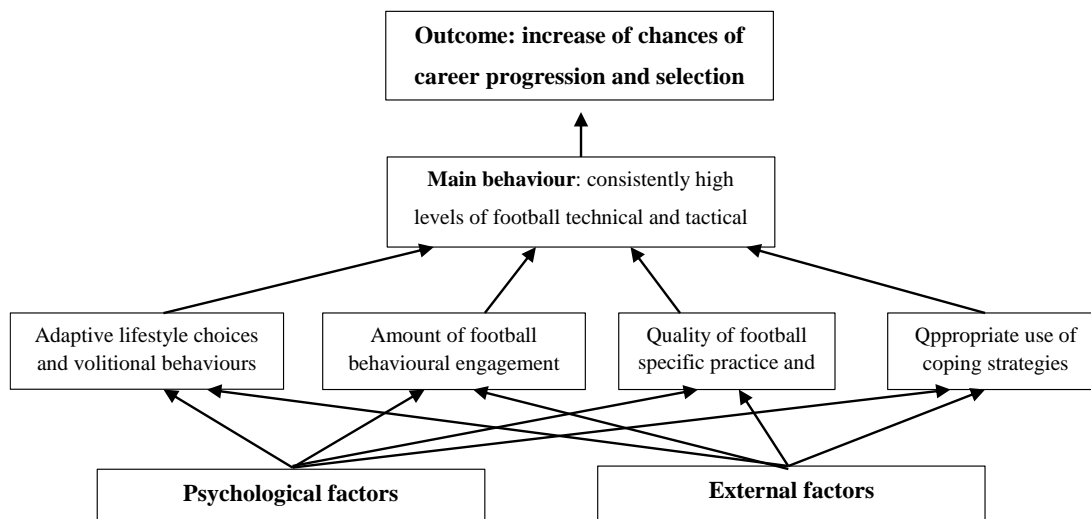 Outcome: increase of chances of
career progression and selection
Main behaviour: consistently high
levels of football technical and tactical
Adaptive lifestyle choices
and volitional behaviours
Amount of football
behavioural engagement
Quality of football
specific practice and
Qppropriate use of
coping strategies
Psychological factors
External factors